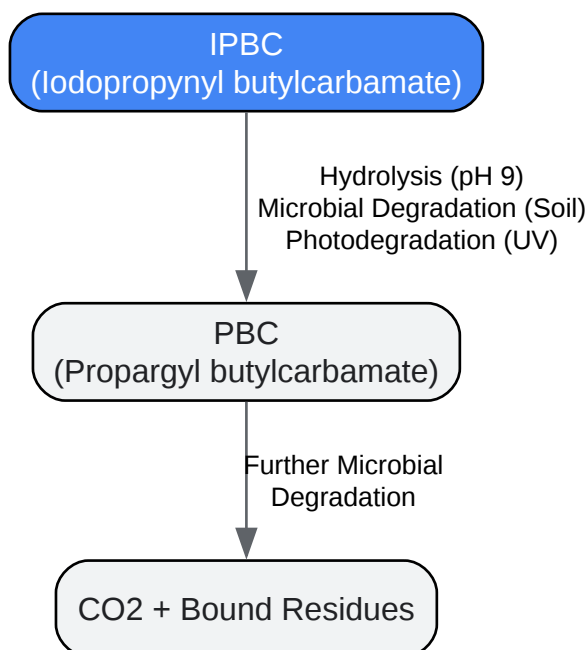 IPBC
(Iodopropynyl butylcarbamate)
Hydrolysis (pH 9)
Microbial Degradation (Soil)
Photodegradation (UV)
PBC
(Propargyl butylcarbamate)
Further Microbial
Degradation
CO2 + Bound Residues